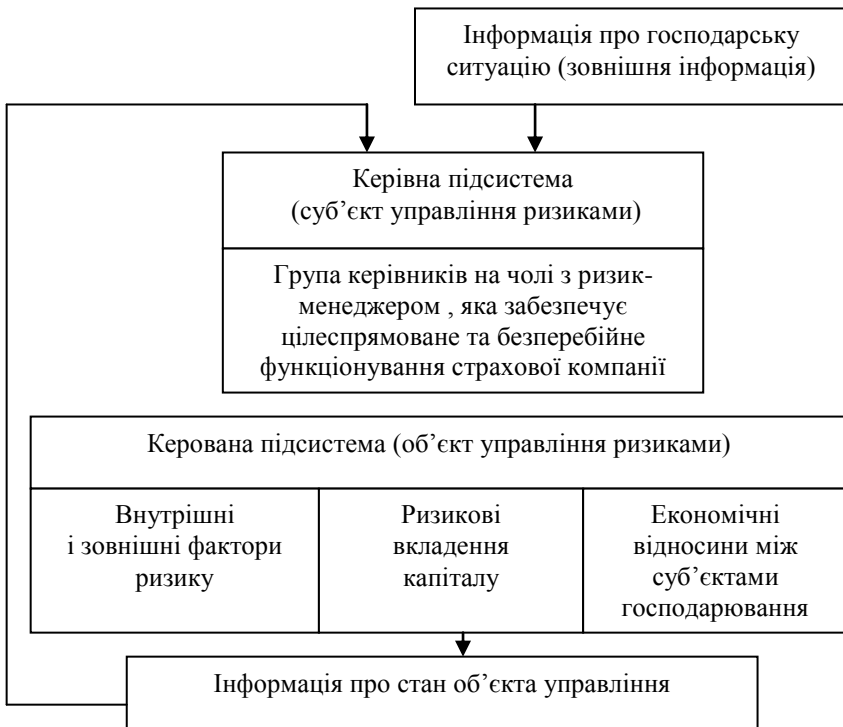 Інформація про господарську
ситуацію (зовнішня інформація)
Керівна підсистема
(суб’єкт управління ризиками)
Група керівників на чолі з ризик-
менеджером , яка забезпечує
цілеспрямоване та безперебійне
функціонування страхової компанії
Керована підсистема (об’єкт управління ризиками)
Внутрішні
і зовнішні фактори
ризику
Ризикові
вкладення
капіталу
Економічні
відносини між
суб’єктами
господарювання
Інформація про стан об’єкта управління